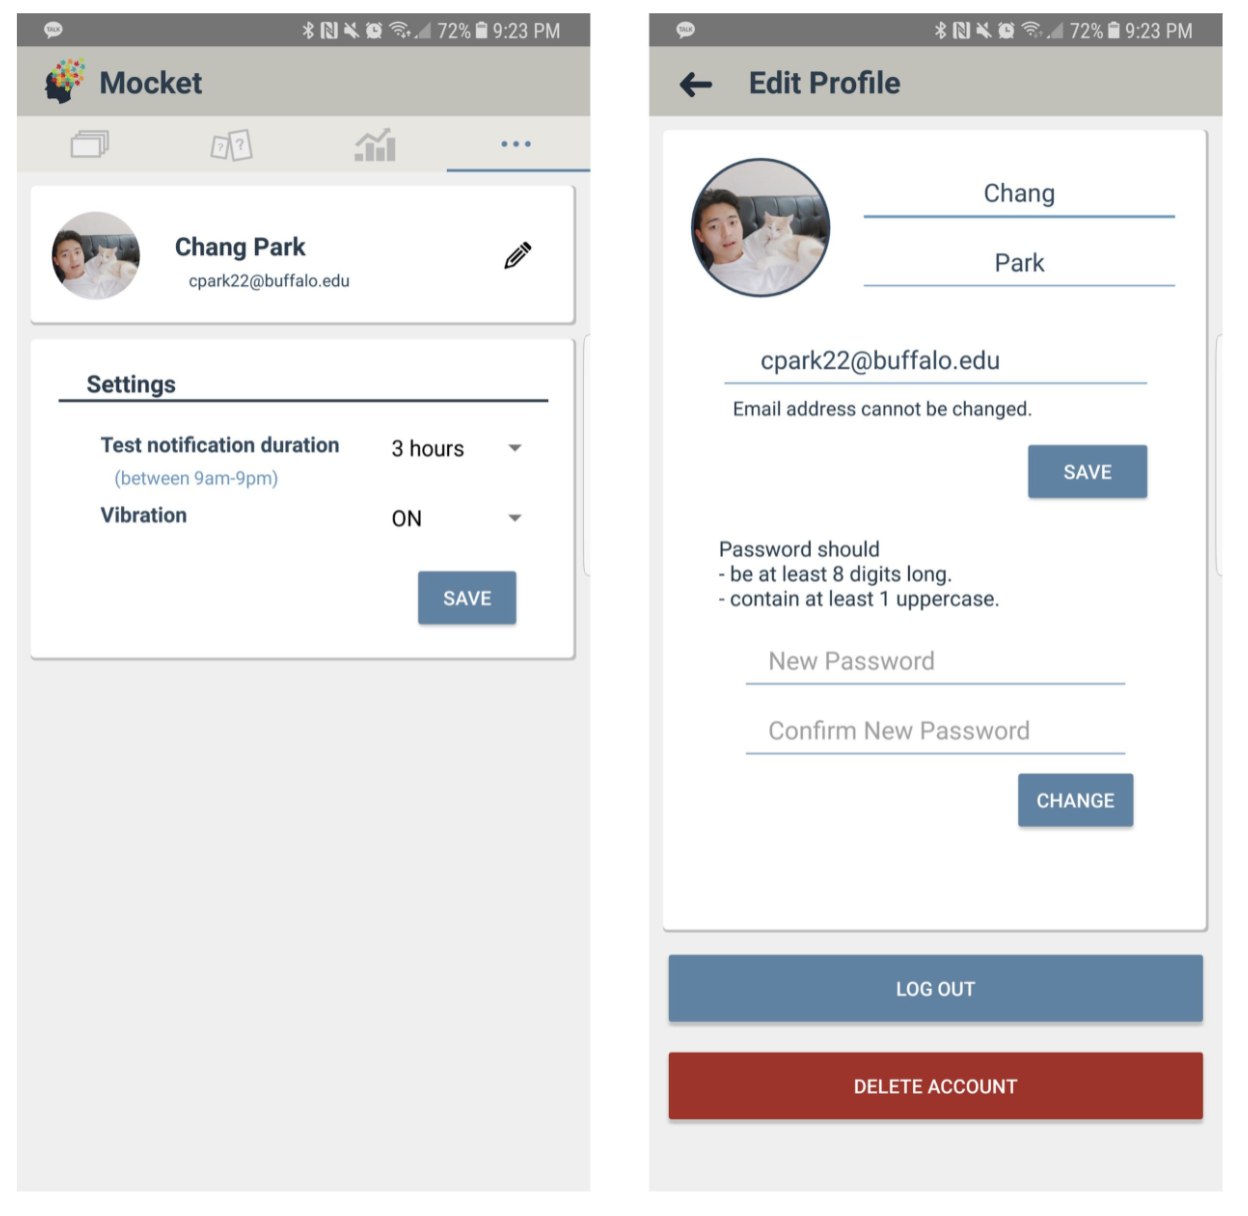 TALK 72% 9:23 PM
Mocket
? ?
Chang Park
cpark22@buffalo.edu
Settings
Test notification duration 3 hours
(between 9am-9pm)
Vibration ON
SAVE
TALK 72% 9:23 PM
Edit Profile
Chang
Park
cpark22@buffalo.edu
Email address cannot be changed.
SAVE
Password should
- be at least 8 digits long.
- contain at least 1 uppercase.
New Password
Confirm New Password
CHANGE
LOG OUT
DELETE ACCOUNT